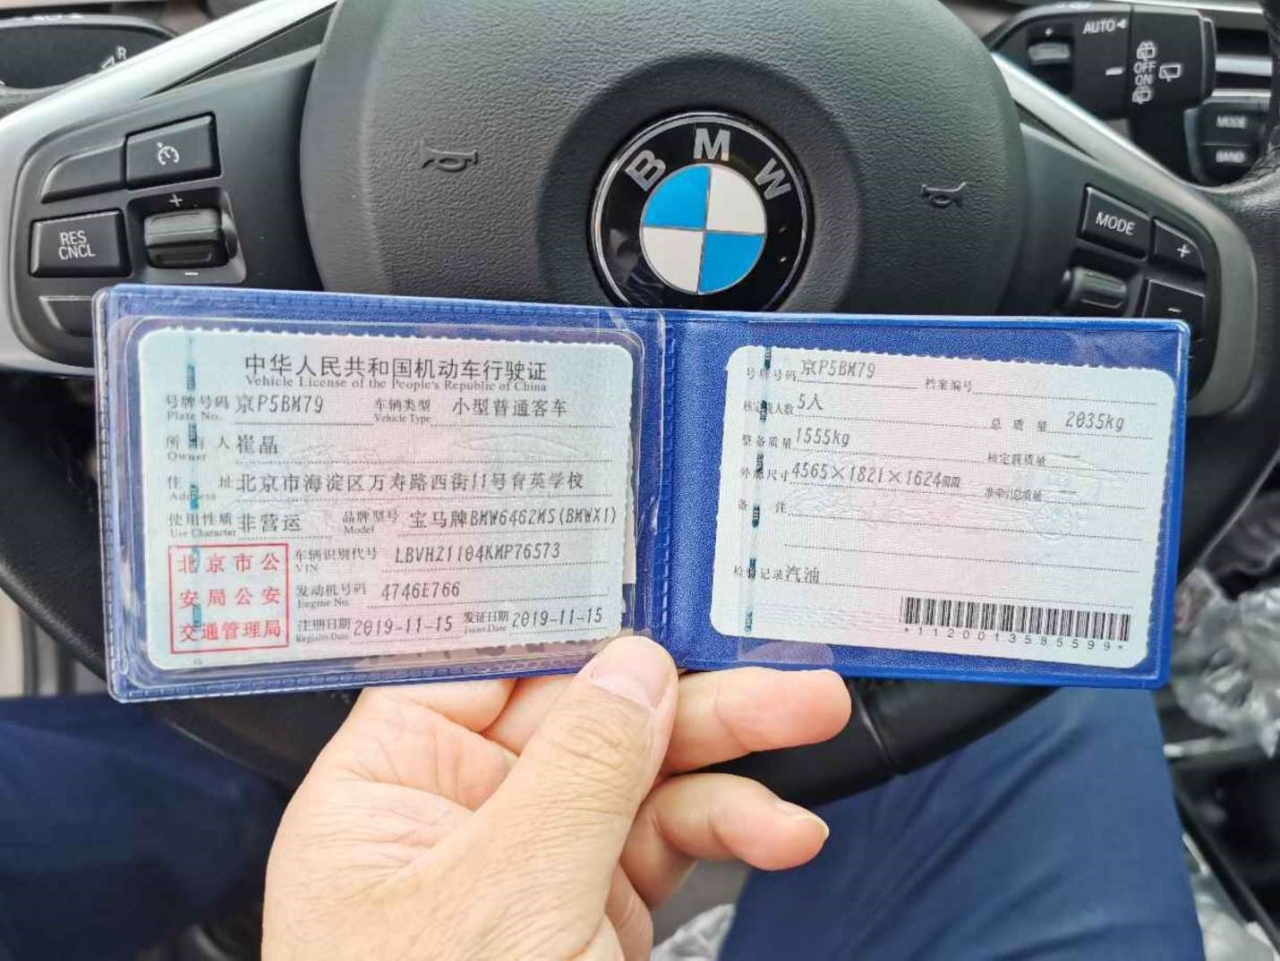 R
AUTO
OFF
ON
MODE
BAND
RES
CNCL
+
−
BMW
MODE
+
−
中华人民共和国机动车行驶证
Vehicle License of the People's Republic of China
号牌号码 京P5BM79 车辆类型 小型普通客车
Plate No. Vehicle Type
所有人 崔晶
Owner
住址 北京市海淀区万寿路西街11号育英学校
Address
使用性质 非营运 品牌型号 宝马牌BMW6462MS(BMWX1)
Use Character Model
北京市公
安局公安
交通管理局
车辆识别代号 LBVHZ1104KMP76573
VIN
发动机号码 4746E766
Engine No.
注册日期 2019-11-15 发证日期 2019-11-15
Register Date Issue Date
号牌号码 京P5BM79 档案编号
核定载人数 5人 总质量 2035kg
整备质量 1555kg 核定载质量 —
外廓尺寸 4565×1821×1624mm 准牵引总质量 —
备注
检验记录 汽油
*1120013585599*